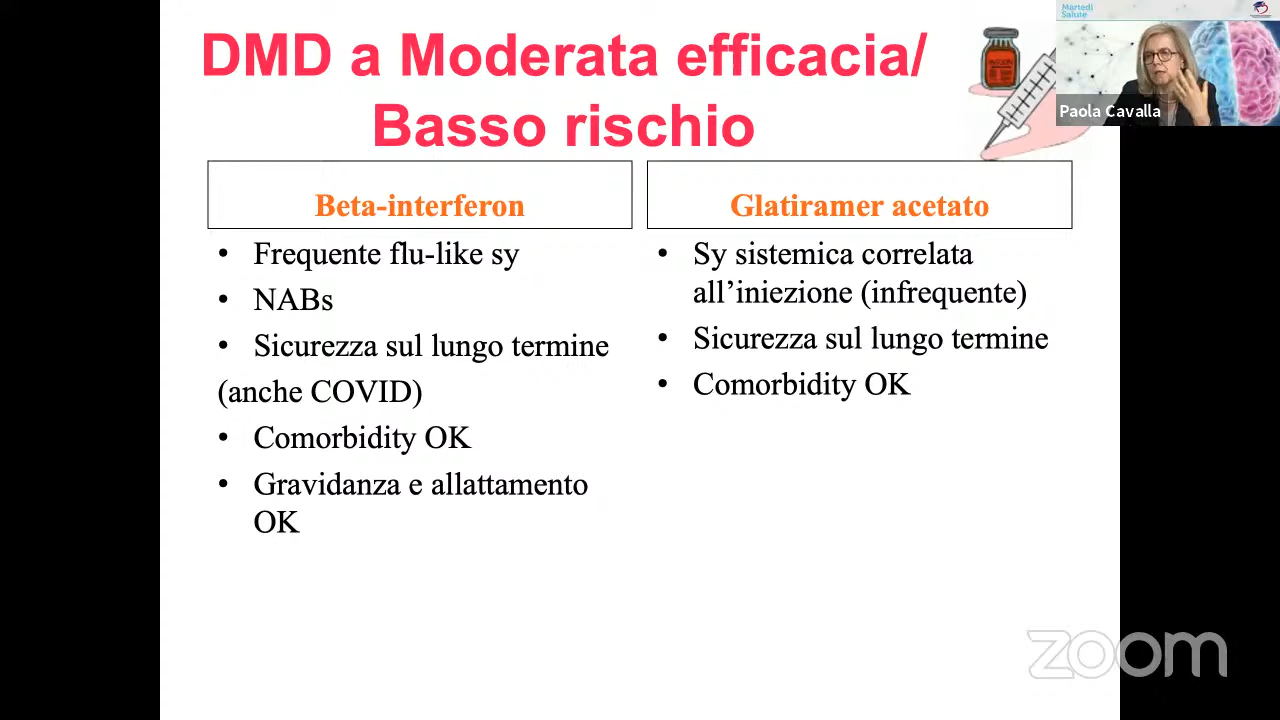 DMD a Moderata efficacia/
Basso rischio
Martedì
Salute
Paola Cavalla
Beta-interferon
• Frequente flu-like sy
• NABs
• Sicurezza sul lungo termine
(anche COVID)
• Comorbidity OK
• Gravidanza e allattamento
OK
Glatiramer acetato
• Sy sistemica correlata
all’iniezione (infrequente)
• Sicurezza sul lungo termine
• Comorbidity OK
zoom